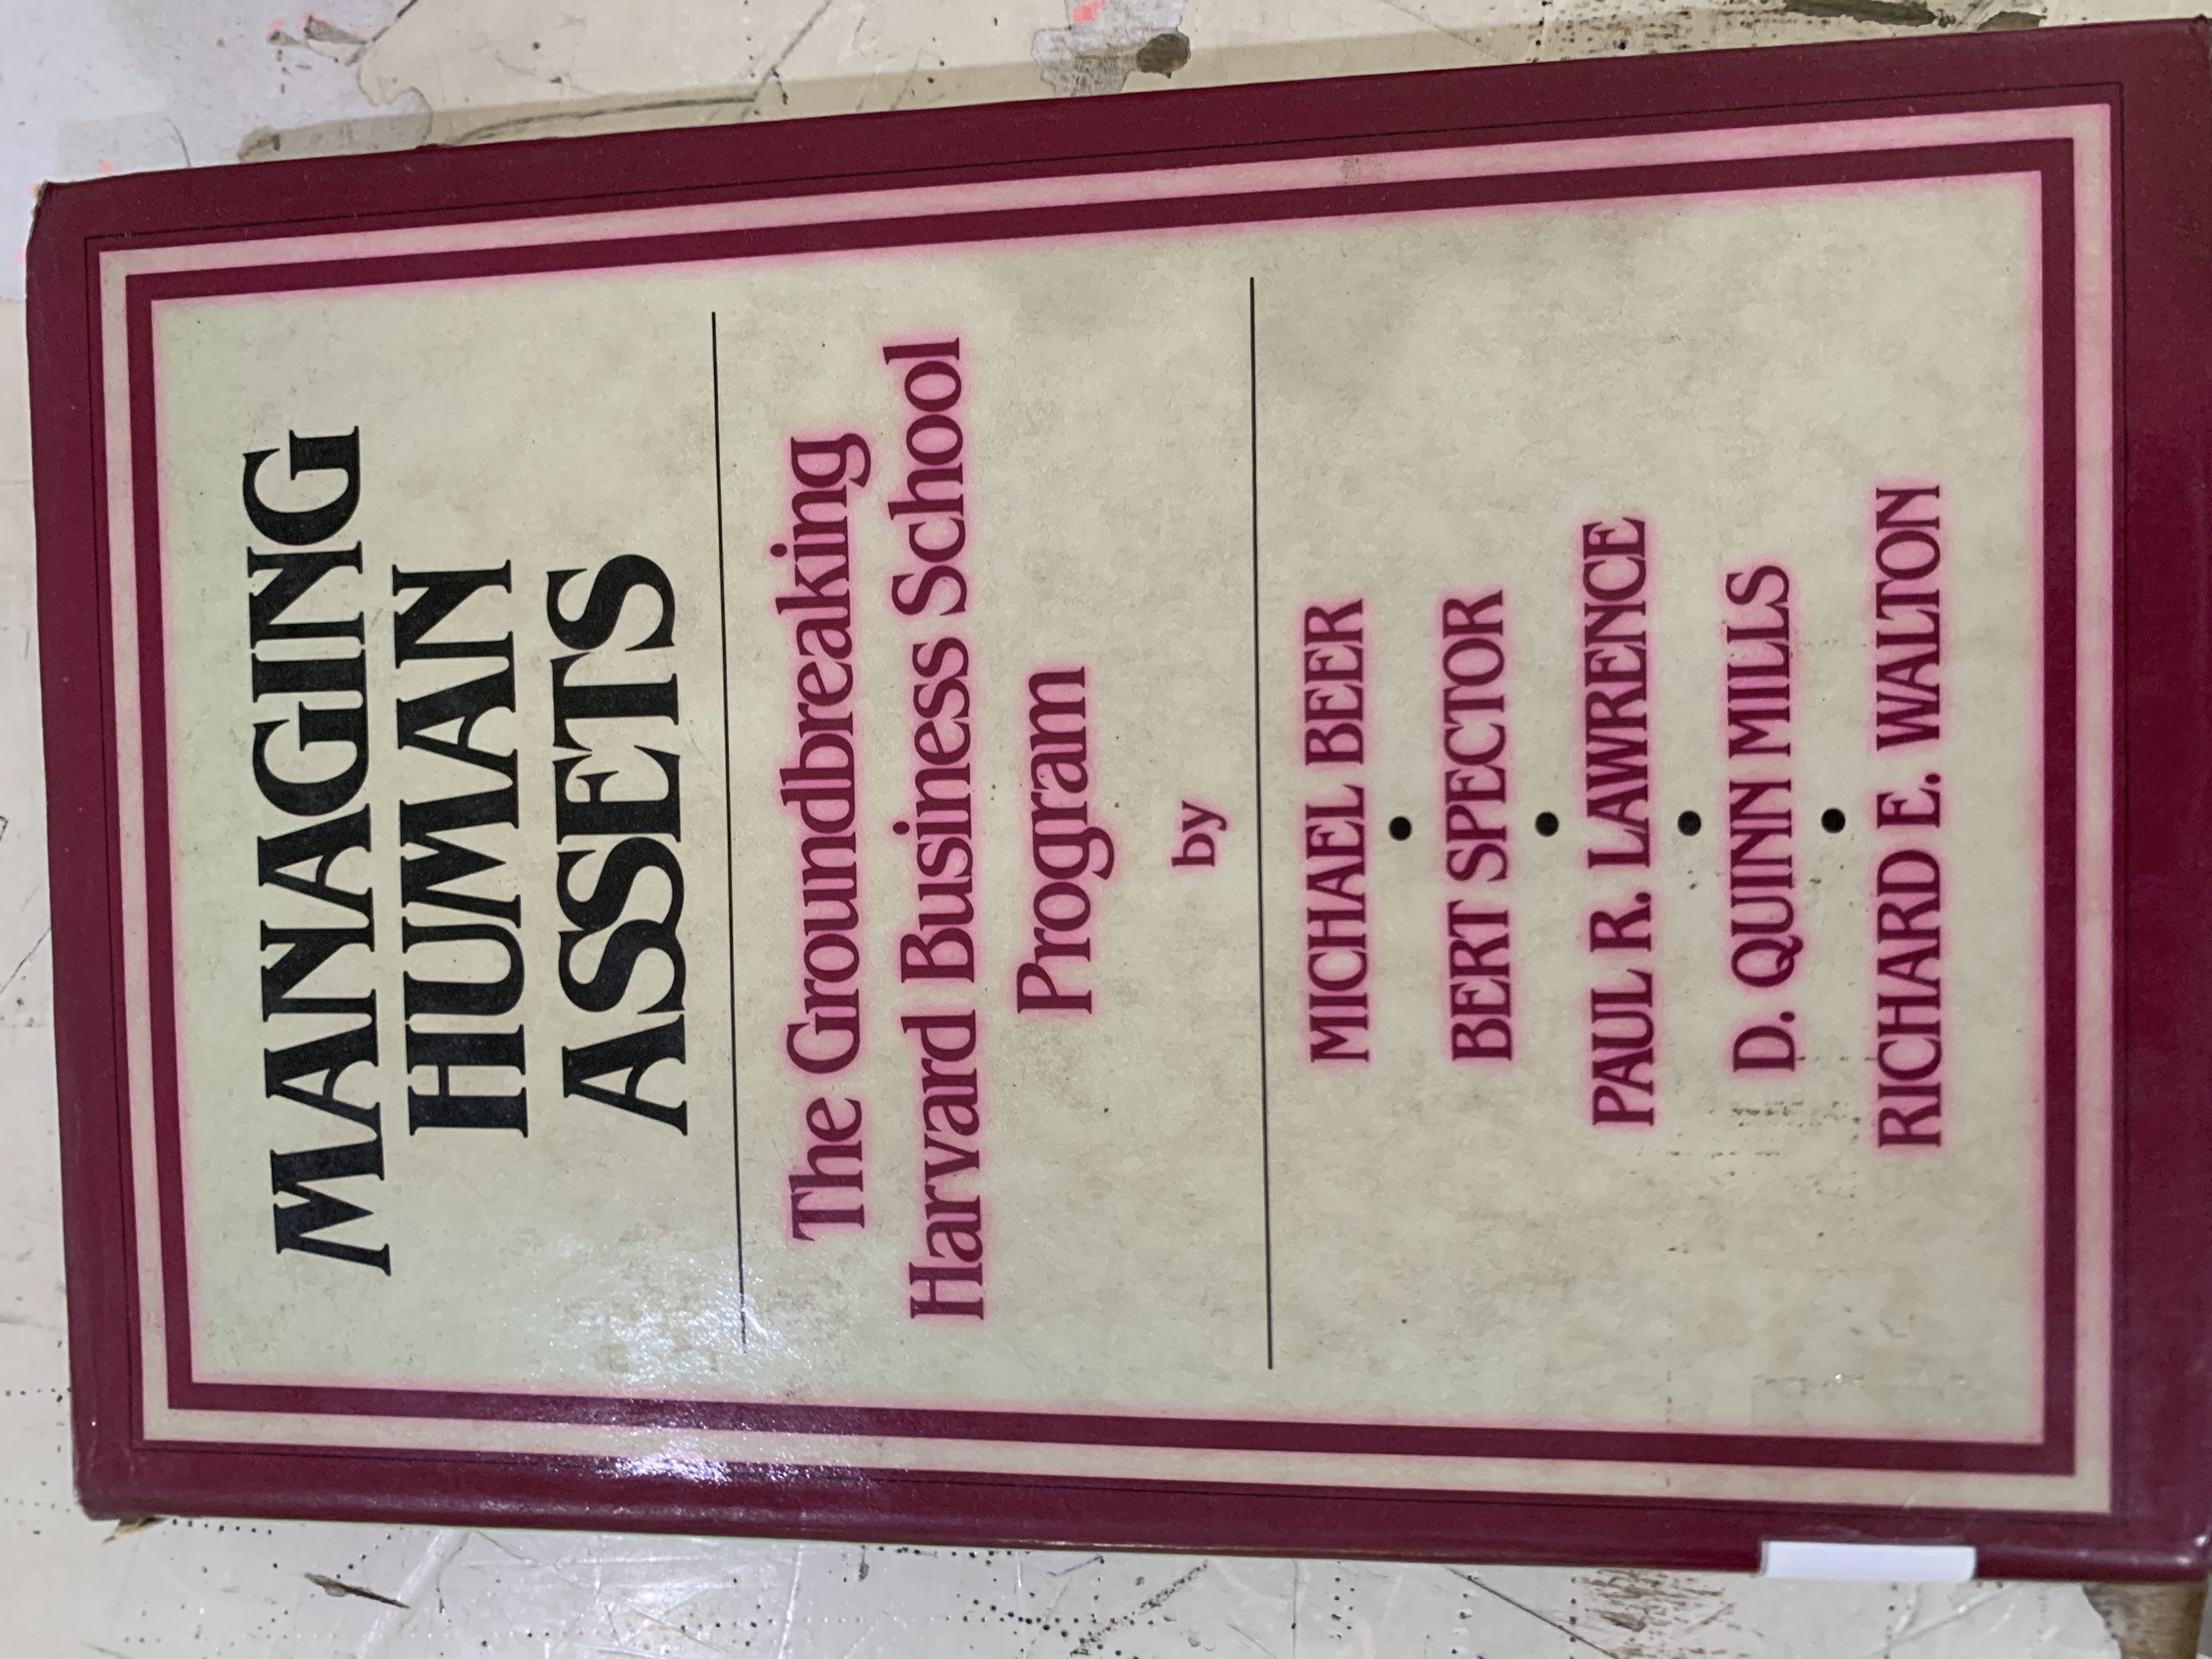 MANAGING
HUMAN
ASSETS
The Groundbreaking
Harvard Business School
Program
by
MICHAEL BEER
•
BERT SPECTOR
•
PAUL R. LAWRENCE
•
D. QUINN MILLS
•
RICHARD E. WALTON